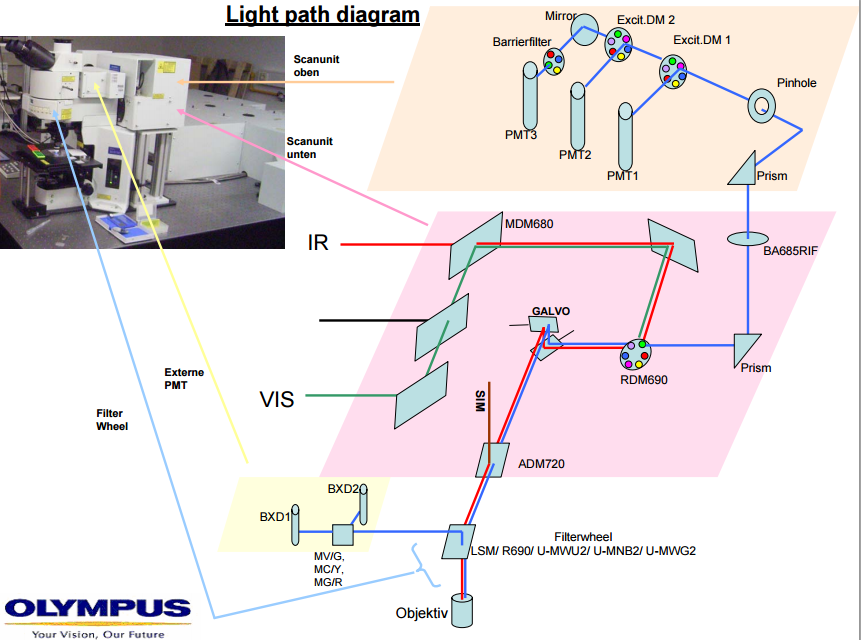 Light path diagram
Mirror
Excit.DM 2
Excit.DM 1
Barrierfilter
Pinhole
Scanunit
oben
PMT3
PMT2
PMT1
Prism
Scanunit
unten
MDM680
IR
BA685RIF
GALVO
Prism
RDM690
Externe
PMT
VIS
SIM
Filter
Wheel
ADM720
BXD2
BXD1
Filterwheel
LSM/ R690/ U-MWU2/ U-MNB2/ U-MWG2
MV/G,
MC/Y,
MG/R
Objektiv
OLYMPUS
Your Vision, Our Future